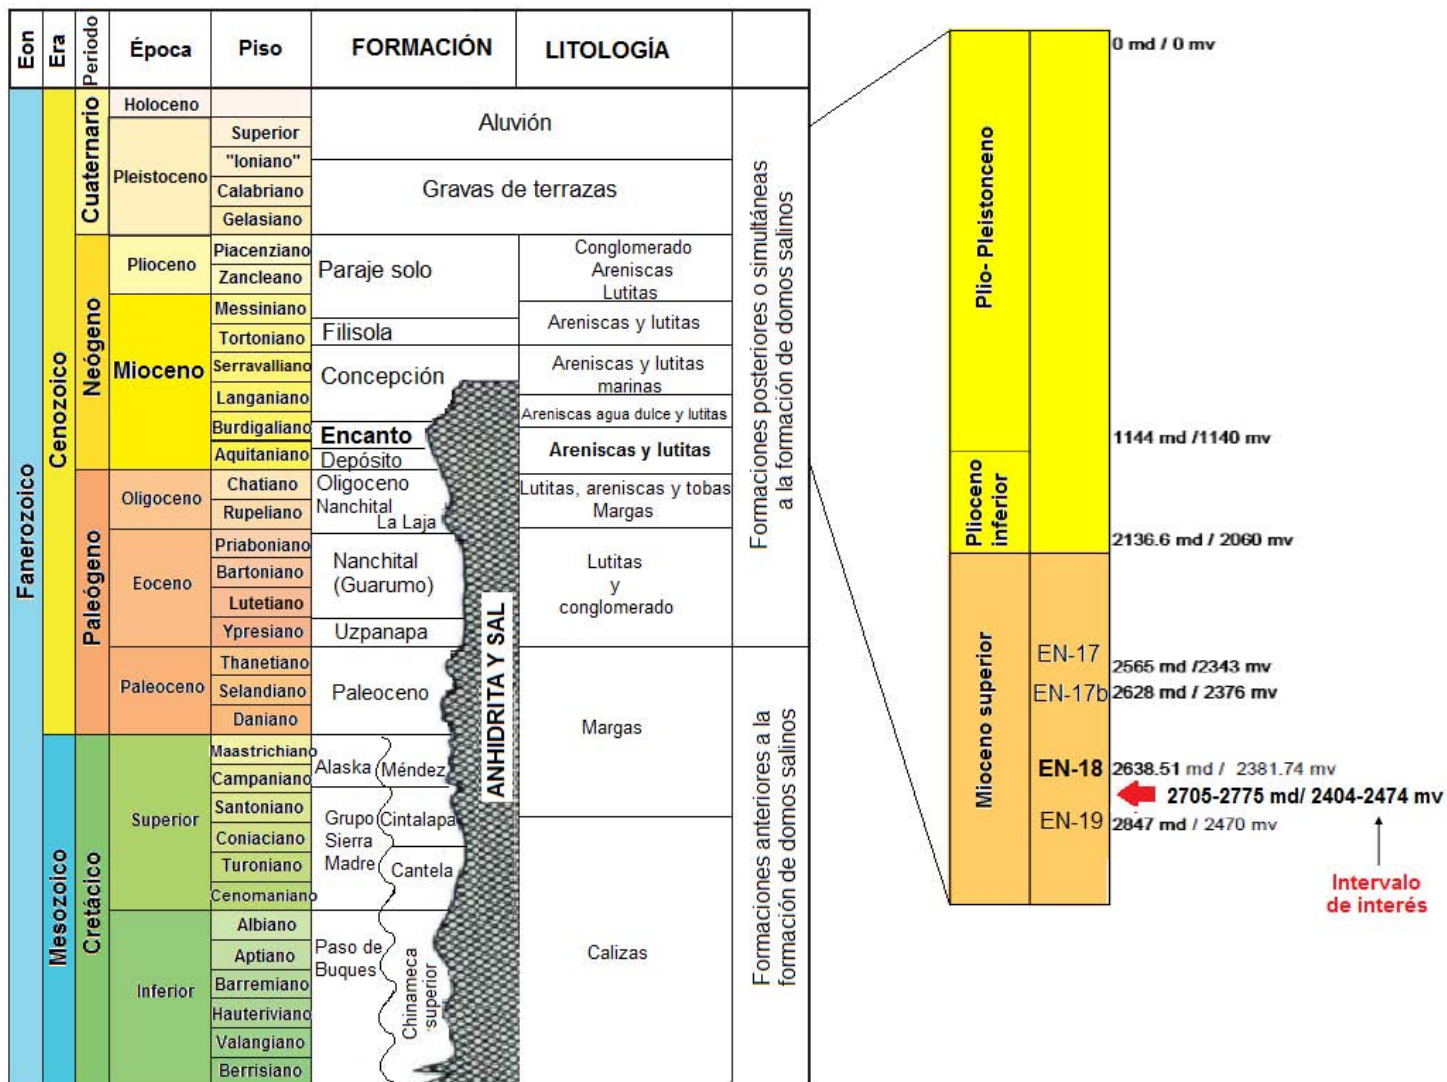 Eon
Era
Periodo
Época
Piso
FORMACIÓN
LITOLOGÍA
Fanerozoico
Cenozoico
Mesozoico
Cuaternario
Neógeno
Paleógeno
Cretácico
Holoceno
Pleistoceno
Plioceno
Mioceno
Oligoceno
Eoceno
Paleoceno
Superior
Inferior
Superior
"Ioniano"
Calabriano
Gelasiano
Piacenziano
Zancleano
Messiniano
Tortoniano
Serravalliano
Langaniano
Burdigaliano
Aquitaniano
Chatiano
Rupeliano
Priaboniano
Bartoniano
Lutetiano
Ypresiano
Thanetiano
Selandiano
Daniano
Maastrichiano
Campaniano
Santoniano
Coniaciano
Turoniano
Cenomaniano
Albiano
Aptiano
Barremiano
Hauteriviano
Valangiano
Berrisiano
Aluvión
Gravas de terrazas
Paraje solo
Filisola
Concepción
Encanto
Depósito
Oligoceno
Nanchital
La Laja
Nanchital
(Guarumo)
Uzpanapa
Paleoceno
Alaska
Méndez
Grupo
Sierra
Madre
Cintalapa
Cantela
Paso de
Buques
Chinameca
superior
ANHIDRITA Y SAL
Conglomerado
Areniscas
Lutitas
Areniscas y lutitas
Areniscas y lutitas
marinas
Areniscas agua dulce y lutitas
Areniscas y lutitas
Lutitas, areniscas y tobas
Margas
Lutitas
y
conglomerado
Margas
Calizas
Formaciones posteriores o simultáneas
a la formación de domos salinos
Formaciones anteriores a la
formación de domos salinos
Plio- Pleistonceno
Plioceno
inferior
Mioceno superior
EN-17
EN-17b
EN-18
EN-19
0 md / 0 mv
1144 md /1140 mv
2136.6 md / 2060 mv
2565 md /2343 mv
2628 md / 2376 mv
2638.51 md / 2381.74 mv
2705-2775 md/ 2404-2474 mv
2847 md / 2470 mv
Intervalo
de interés